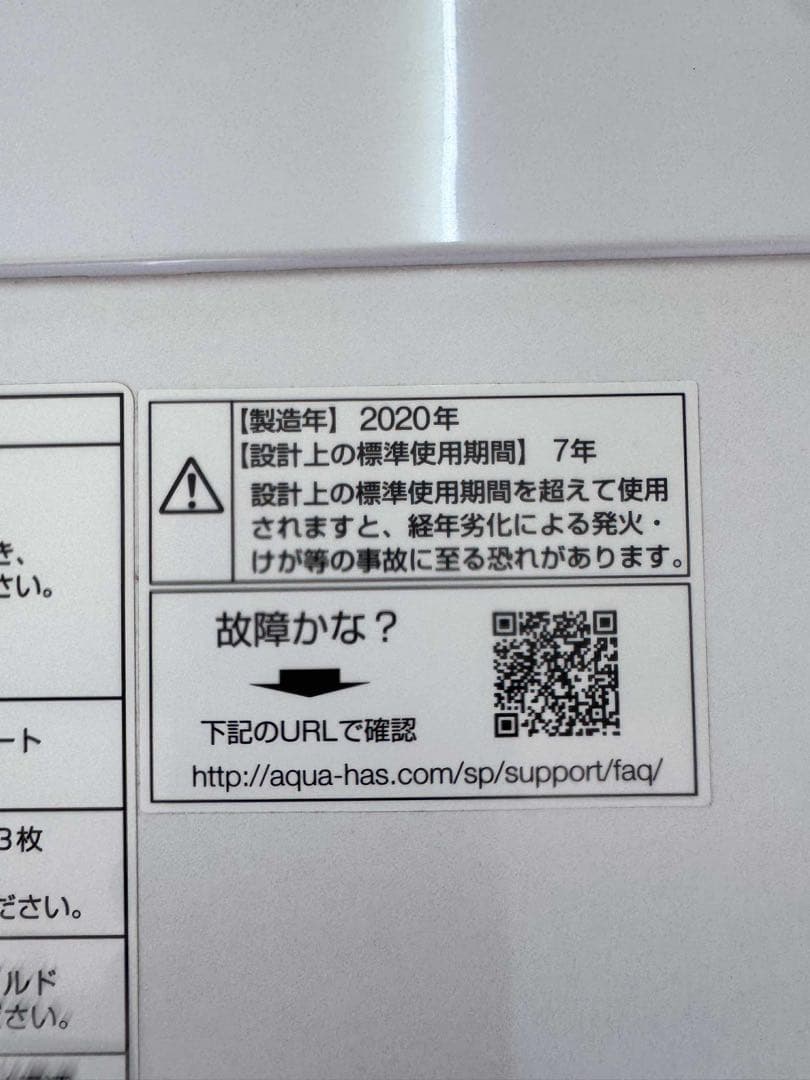 【製造年】 2020年
【設計上の標準使用期間】 7年
設計上の標準使用期間を超えて使用
されますと、経年劣化による発火・
けが等の事故に至る恐れがあります。
故障かな？
下記のURLで確認
http://aqua-has.com/sp/support/faq/
き、
さい。
ート
3枚
ださい。
ルド
ださい。